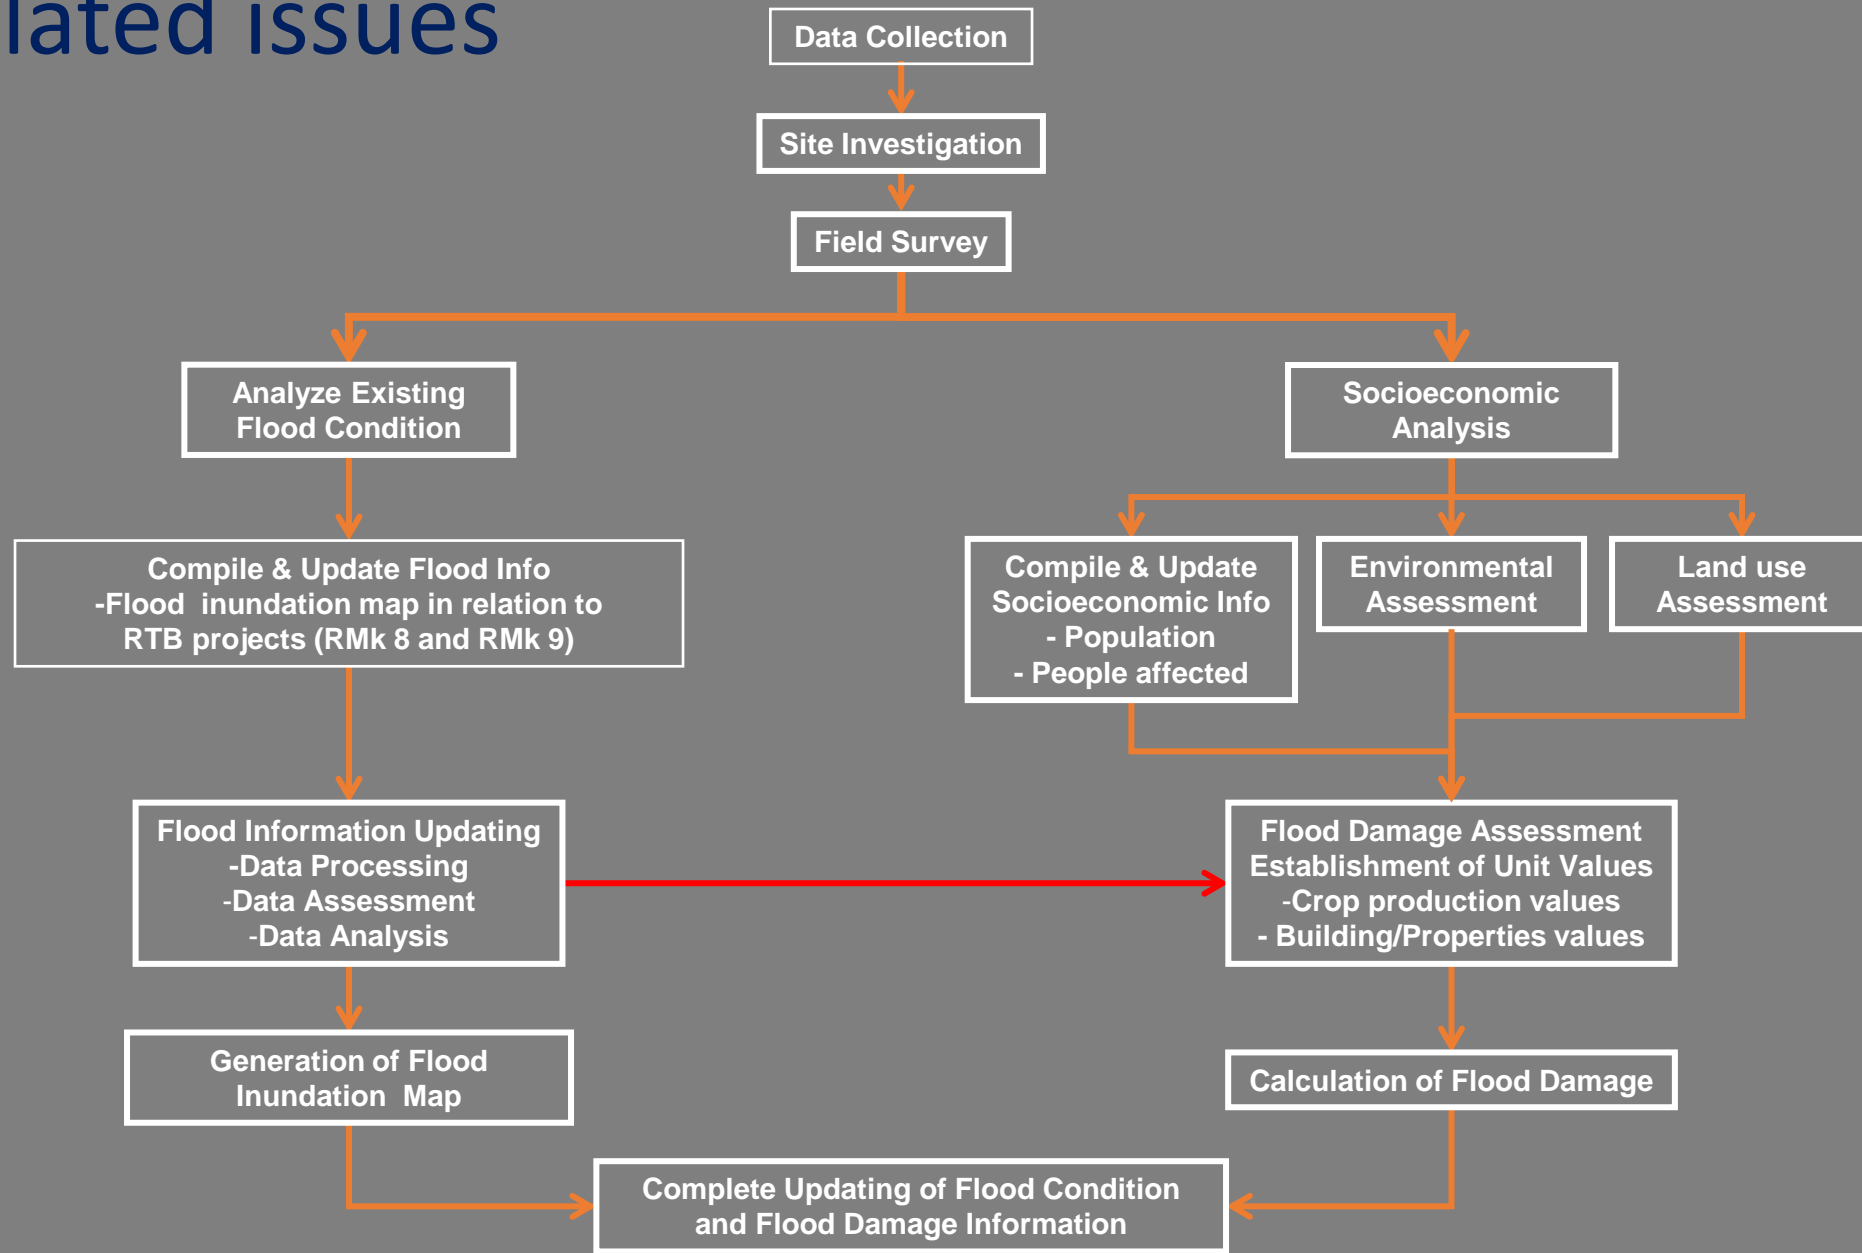 lated issues
Data Collection
Site Investigation
Field Survey
Analyze Existing
Flood Condition
Socioeconomic
Analysis
Compile & Update Flood Info
-Flood  inundation map in relation to
RTB projects (RMk 8 and RMk 9)
Compile & Update
Socioeconomic Info
- Population
- People affected
Environmental
Assessment
Land use
Assessment
Flood Information Updating
-Data Processing
-Data Assessment
-Data Analysis
Flood Damage Assessment
Establishment of Unit Values
-Crop production values
- Building/Properties values
Generation of Flood
Inundation  Map
Calculation of Flood Damage
Complete Updating of Flood Condition
and Flood Damage Information